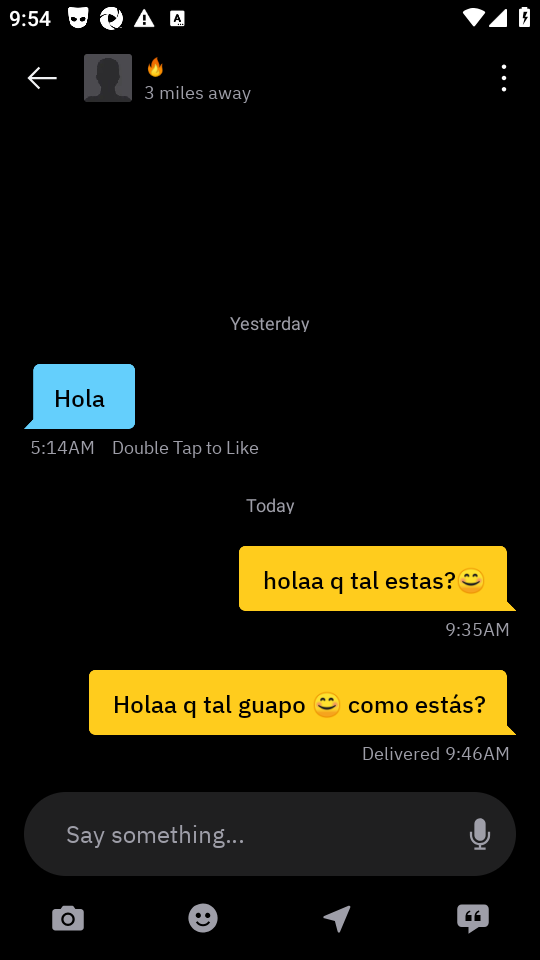 9:54
🔥
3 miles away
Yesterday
Hola
5:14AM Double Tap to Like
Today
holaa q tal estas?😊
9:35AM
Holaa q tal guapo 😄 como estás?
Delivered 9:46AM
Say something...